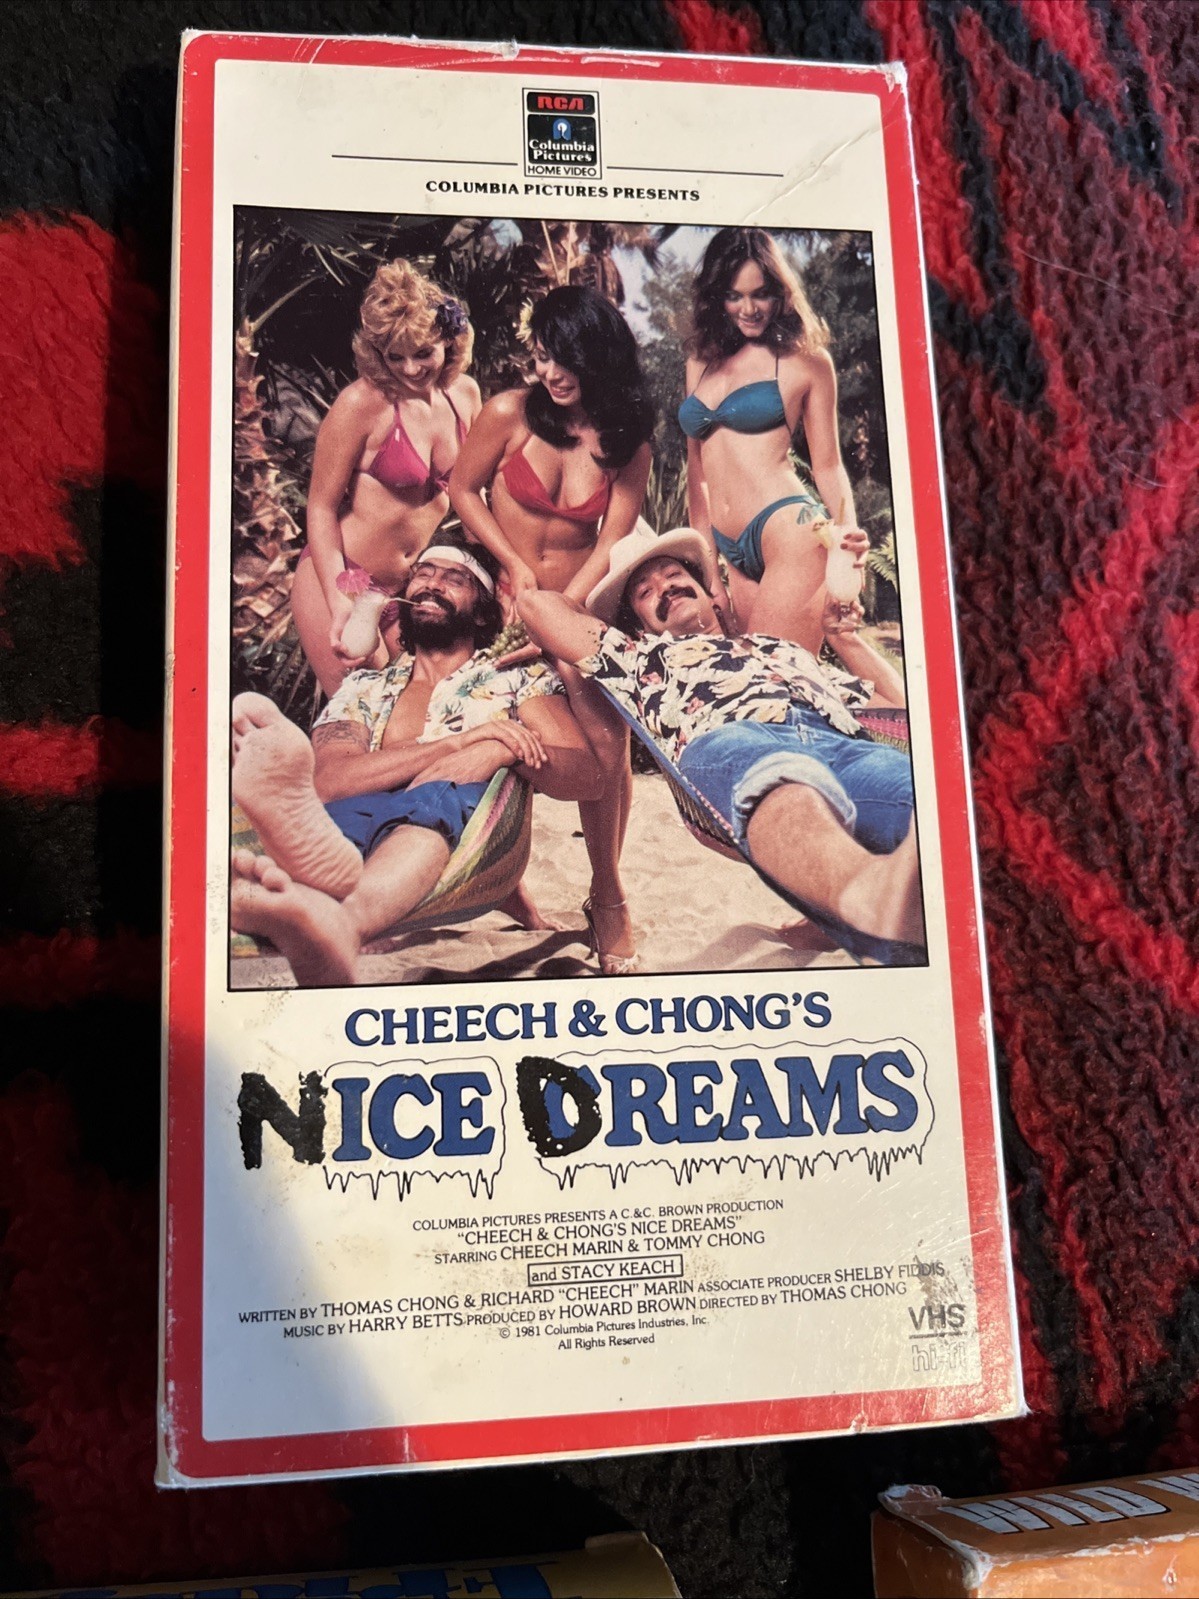 RCA
Columbia
Pictures
HOME VIDEO
COLUMBIA PICTURES PRESENTS
CHEECH & CHONG'S
NICE DREAMS
COLUMBIA PICTURES PRESENTS A C.&C. BROWN PRODUCTION
"CHEECH & CHONG'S NICE DREAMS"
STARRING CHEECH MARIN & TOMMY CHONG
and STACY KEACH
WRITTEN BY THOMAS CHONG & RICHARD "CHEECH" MARIN ASSOCIATE PRODUCER SHELBY FIDDIS
MUSIC BY HARRY BETTS PRODUCED BY HOWARD BROWN DIRECTED BY THOMAS CHONG
© 1981 Columbia Pictures Industries, Inc.
All Rights Reserved
VHS
hi-fi
WILD